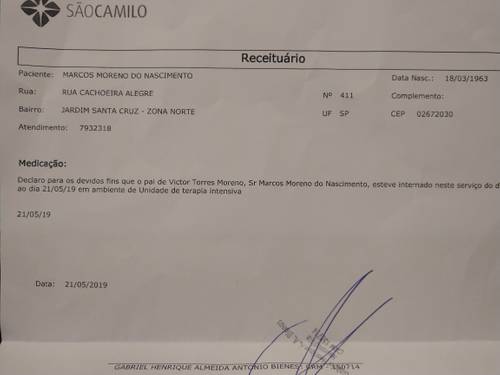 SÃOCAMILO
Receituário
Paciente: MARCOS MORENO DO NASCIMENTO Data Nasc.: 18/03/1963
Rua: RUA CACHOEIRA ALEGRE Nº 411 Complemento:
Bairro: JARDIM SANTA CRUZ - ZONA NORTE UF SP CEP 02672030
Atendimento: 7932318
Medicação:
Declaro para os devidos fins que o pai de Victor Torres Moreno, Sr Marcos Moreno do Nascimento, esteve internado neste serviço do d
ao dia 21/05/19 em ambiente de Unidade de terapia intensiva
21/05/19
Data: 21/05/2019
GABRIEL HENRIQUE ALMEIDA ANTONIO BIENES, CRM - 150714